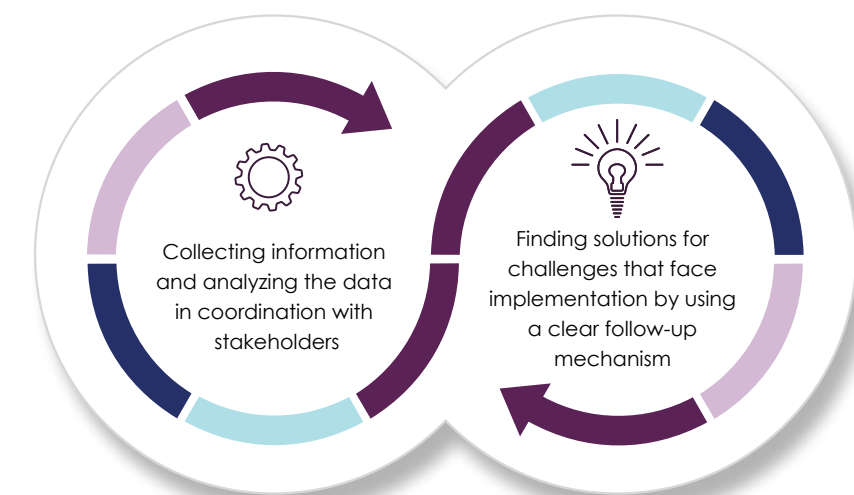 Collecting information
and analyzing the data
in coordination with
stakeholders
Finding solutions for
challenges that face
implementation by using
a clear follow-up
mechanism